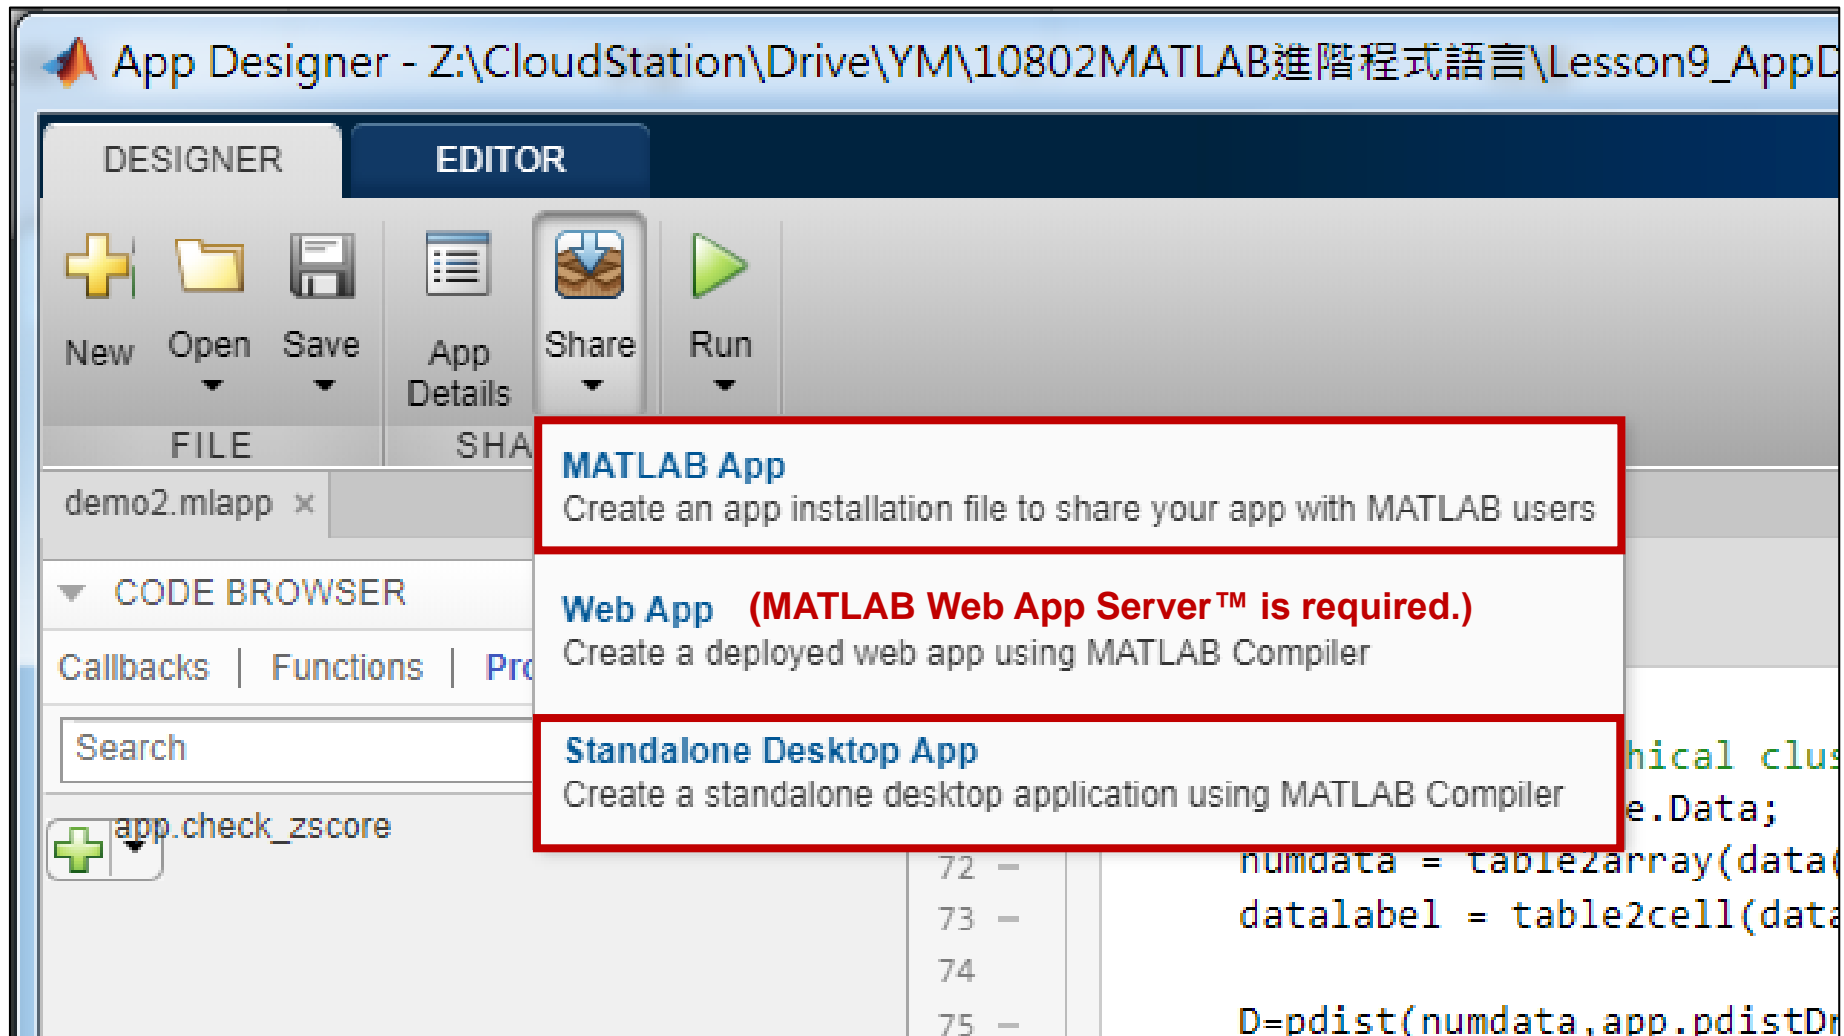 App Designer - Z:\CloudStation\Drive\YM\10802MATLAB進階程式語言\Lesson9_AppD
DESIGNER EDITOR
New Open Save App Details Share Run
FILE SHA
MATLAB App
Create an app installation file to share your app with MATLAB users
demo2.mlapp ×
CODE BROWSER
Web App (MATLAB Web App Server™ is required.)
Create a deployed web app using MATLAB Compiler
Callbacks | Functions | Pro
Search
Standalone Desktop App
Create a standalone desktop application using MATLAB Compiler
hical clus
e.Data;
app.check_zscore
72 – numdata = table2array(data(
73 – datalabel = table2cell(data
74
75 – D=pdist(numdata,app.pdistDr